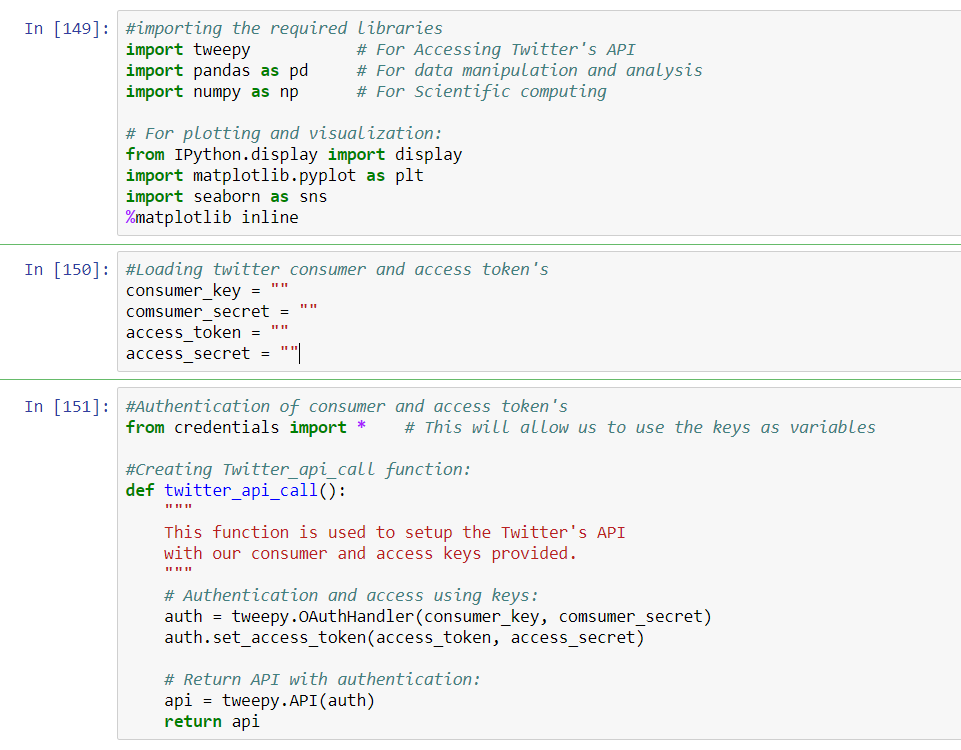 In [149]: #importing the required libraries
import tweepy # For Accessing Twitter's API
import pandas as pd # For data manipulation and analysis
import numpy as np # For Scientific computing
# For plotting and visualization:
from IPython.display import display
import matplotlib.pyplot as plt
import seaborn as sns
%matplotlib inline
In [150]: #Loading twitter consumer and access token's
consumer_key = ""
comsumer_secret = ""
access_token = ""
access_secret = ""
In [151]: #Authentication of consumer and access token's
from credentials import * # This will allow us to use the keys as variables
#Creating Twitter_api_call function:
def twitter_api_call():
"""
This function is used to setup the Twitter's API
with our consumer and access keys provided.
"""
# Authentication and access using keys:
auth = tweepy.OAuthHandler(consumer_key, comsumer_secret)
auth.set_access_token(access_token, access_secret)
# Return API with authentication:
api = tweepy.API(auth)
return api